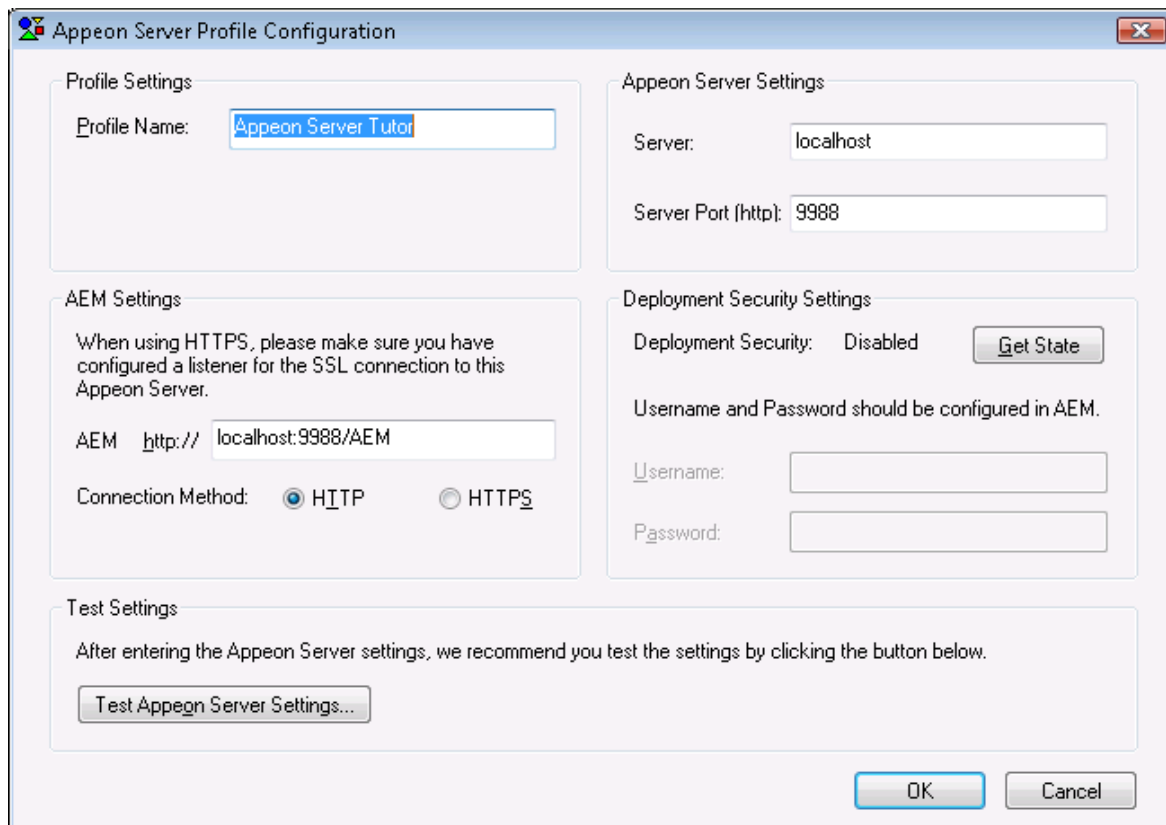 Appeon Server Profile Configuration
Profile Settings
Profile Name: Appeon Server Tutor
Appeon Server Settings
Server: localhost
Server Port (http): 9988
AEM Settings
When using HTTPS, please make sure you have
configured a listener for the SSL connection to this
Appeon Server.
AEM http:// localhost:9988/AEM
Connection Method: HTTP HTTPS
Deployment Security Settings
Deployment Security: Disabled Get State
Username and Password should be configured in AEM.
Username:
Password:
Test Settings
After entering the Appeon Server settings, we recommend you test the settings by clicking the button below.
Test Appeon Server Settings...
OK Cancel